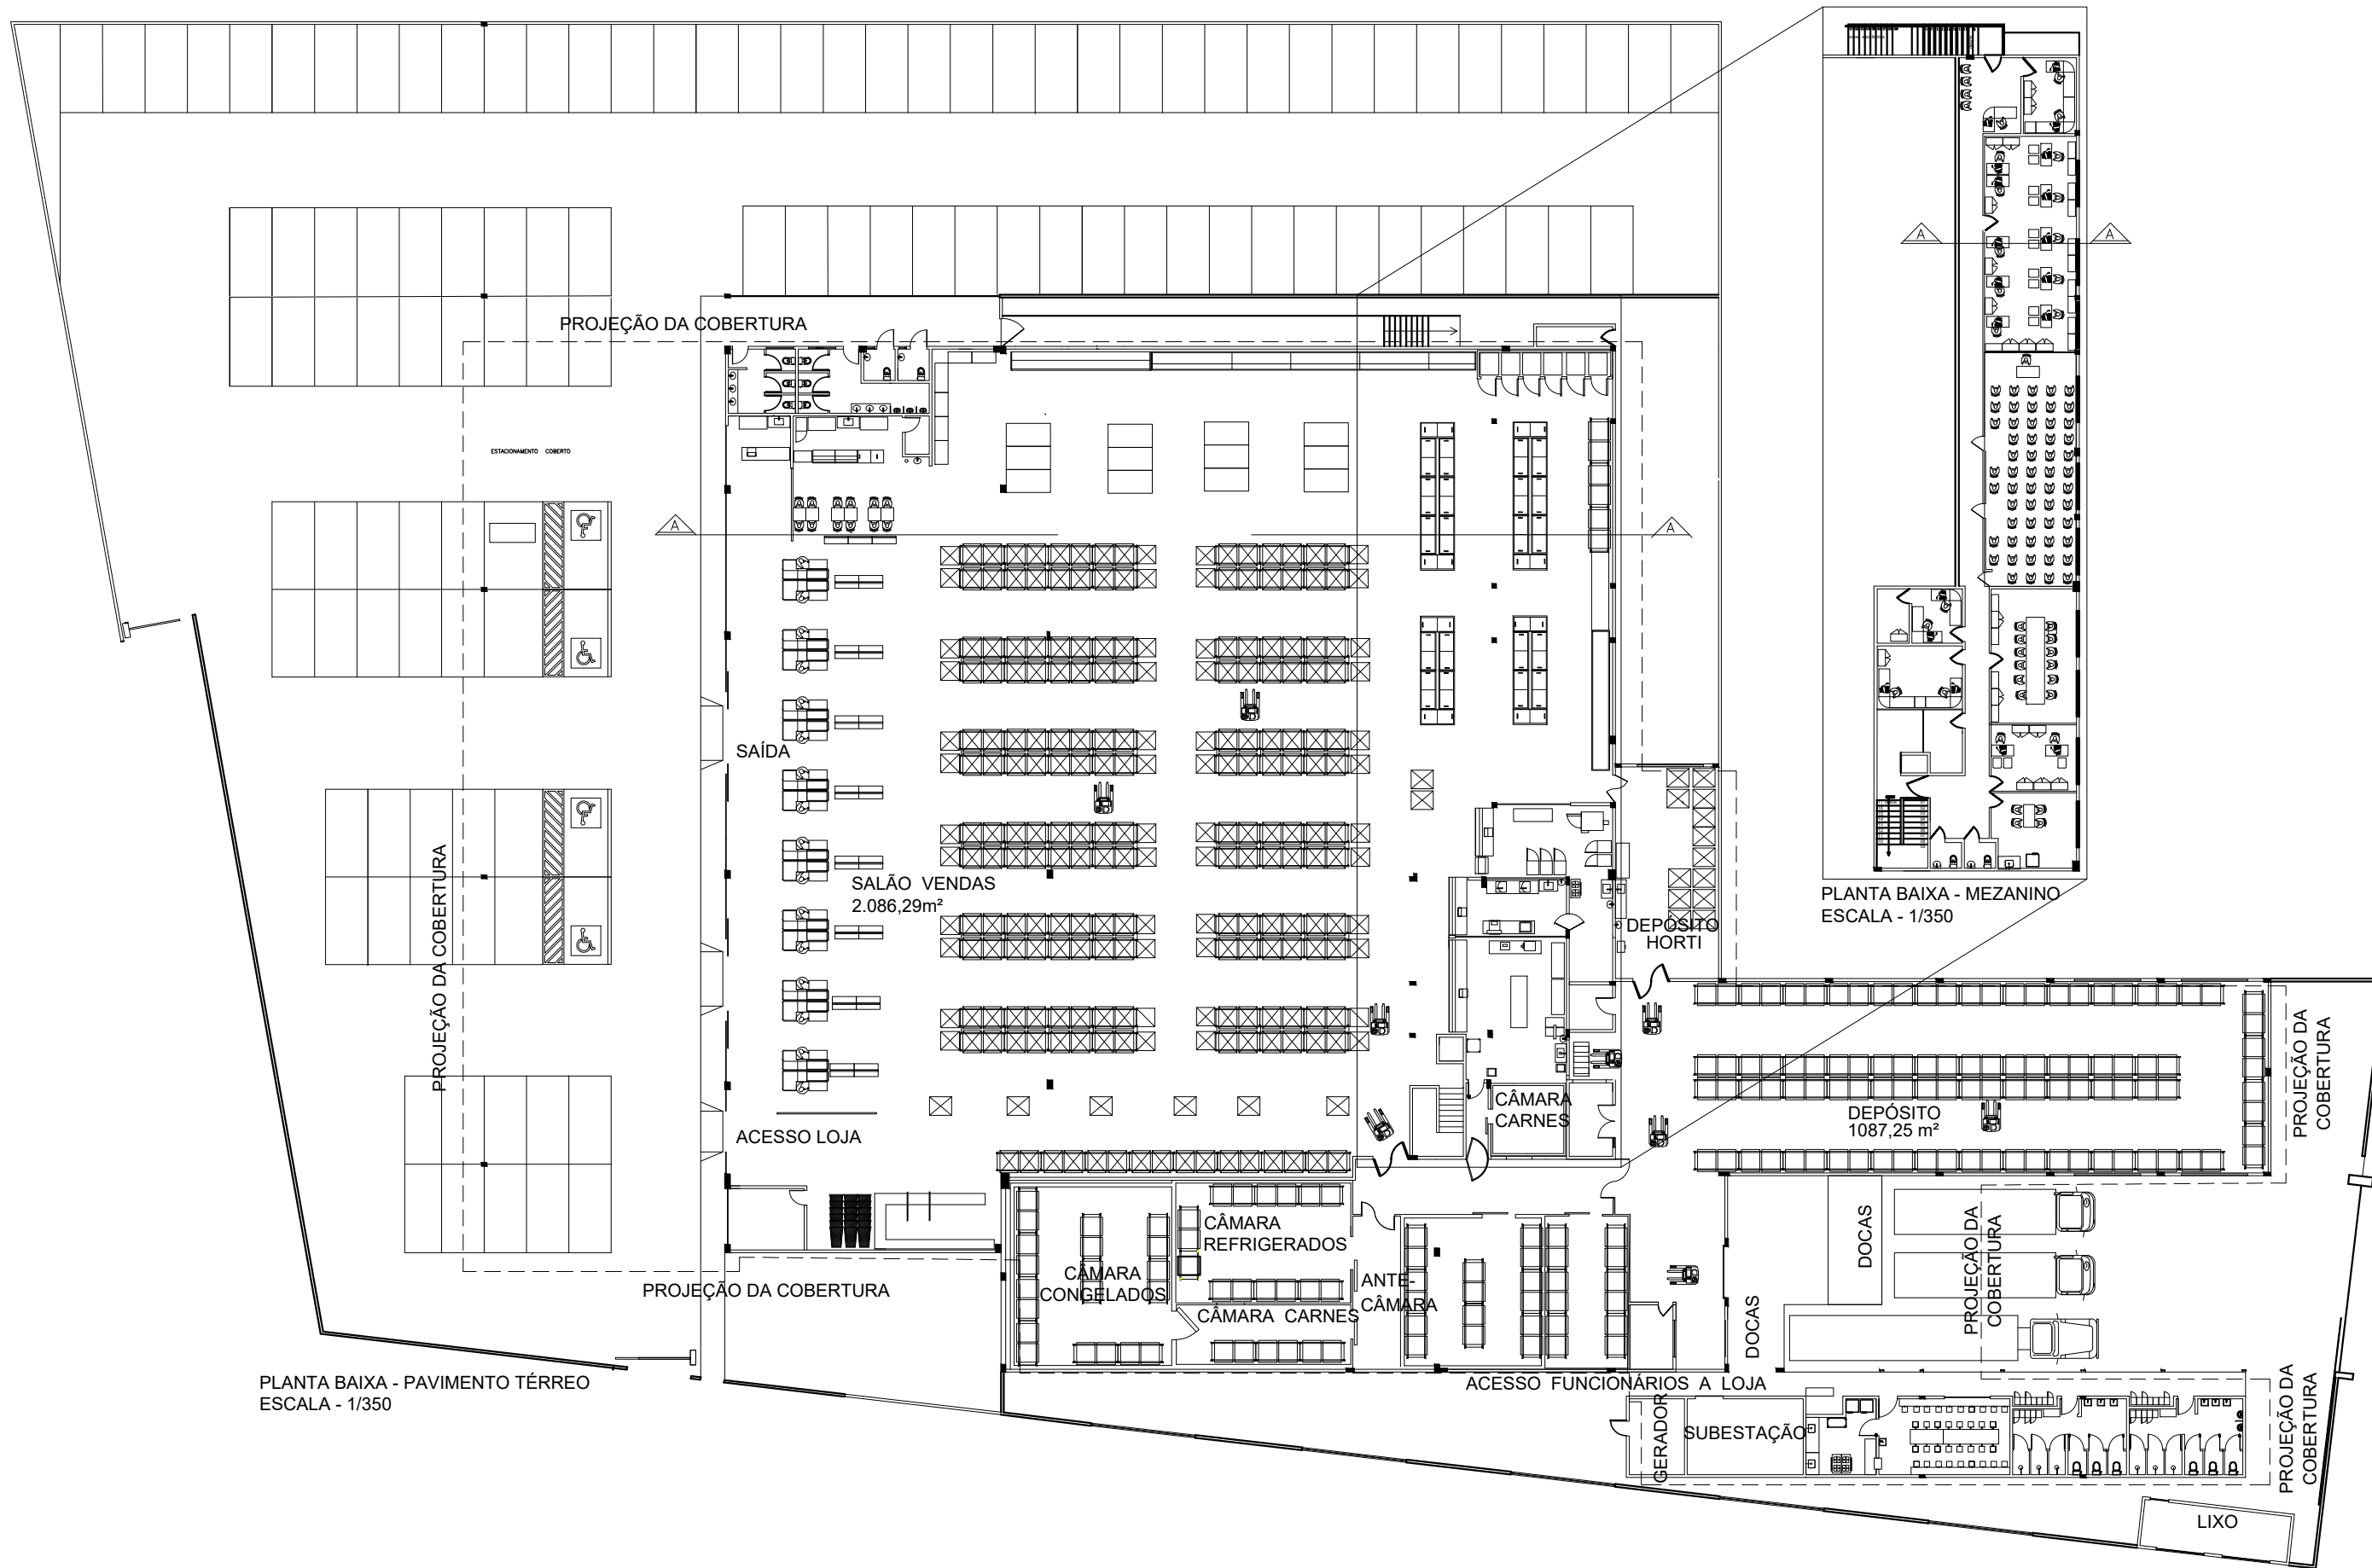 PROJEÇÃO DA COBERTURA
ESTACIONAMENTO COBERTO
A
A
A
A
SAÍDA
SALÃO VENDAS
2.086,29m²
PROJEÇÃO DA COBERTURA
DEPÓSITO
HORTI
PLANTA BAIXA - MEZANINO
ESCALA - 1/350
CÂMARA
CARNES
DEPÓSITO
1087,25 m²
PROJEÇÃO DA
COBERTURA
ACESSO LOJA
CÂMARA
REFRIGERADOS
CÂMARA
CONGELADOS
CÂMARA CARNES
ANTE-
CÂMARA
DOCAS
DOCAS
PROJEÇÃO DA
COBERTURA
PROJEÇÃO DA COBERTURA
PLANTA BAIXA - PAVIMENTO TÉRREO
ESCALA - 1/350
ACESSO FUNCIONÁRIOS A LOJA
GERADOR
SUBESTAÇÃO
PROJEÇÃO DA
COBERTURA
LIXO